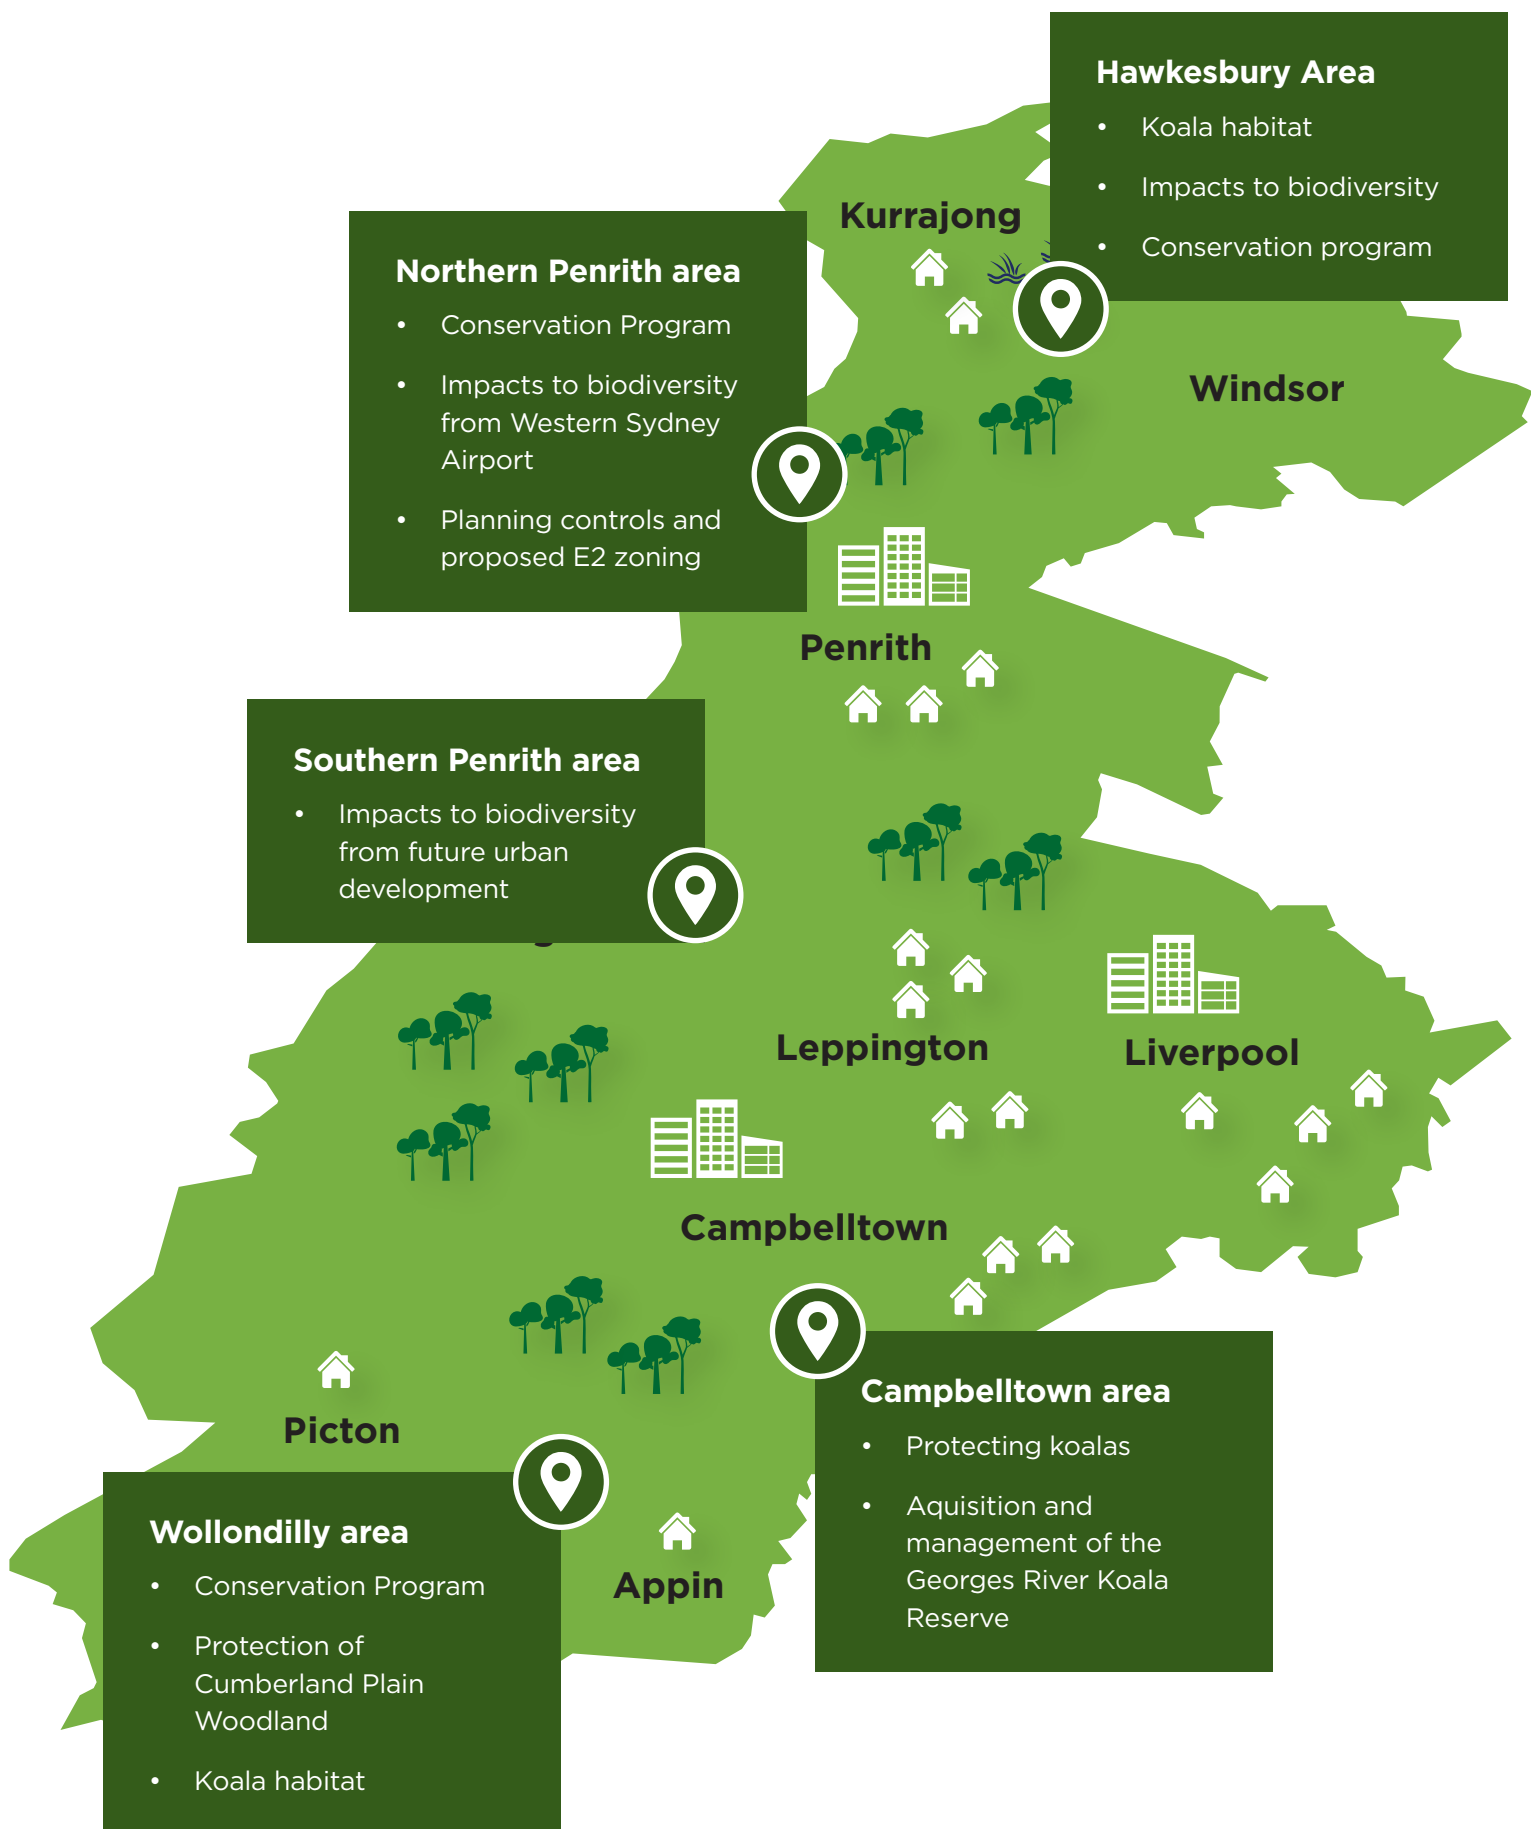 Hawkesbury Area
• Koala habitat
• Impacts to biodiversity
• Conservation program
Kurrajong
Northern Penrith area
• Conservation Program
• Impacts to biodiversity
from Western Sydney
Airport
• Planning controls and
proposed E2 zoning
Windsor
Penrith
Southern Penrith area
• Impacts to biodiversity
from future urban
development
Leppington
Liverpool
Campbelltown
Picton
Campbelltown area
• Protecting koalas
• Aquisition and
management of the
Georges River Koala
Reserve
Wollondilly area
• Conservation Program
• Protection of
Cumberland Plain
Woodland
• Koala habitat
Appin